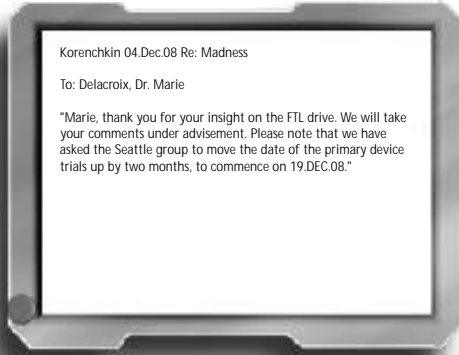 Korenchkin 04.Dec.08 Re: Madness
To: Delacroix, Dr. Marie
"Marie, thank you for your insight on the FTL drive. We will take
your comments under advisement. Please note that we have
asked the Seattle group to move the date of the primary device
trials up by two months, to commence on 19.DEC.08."